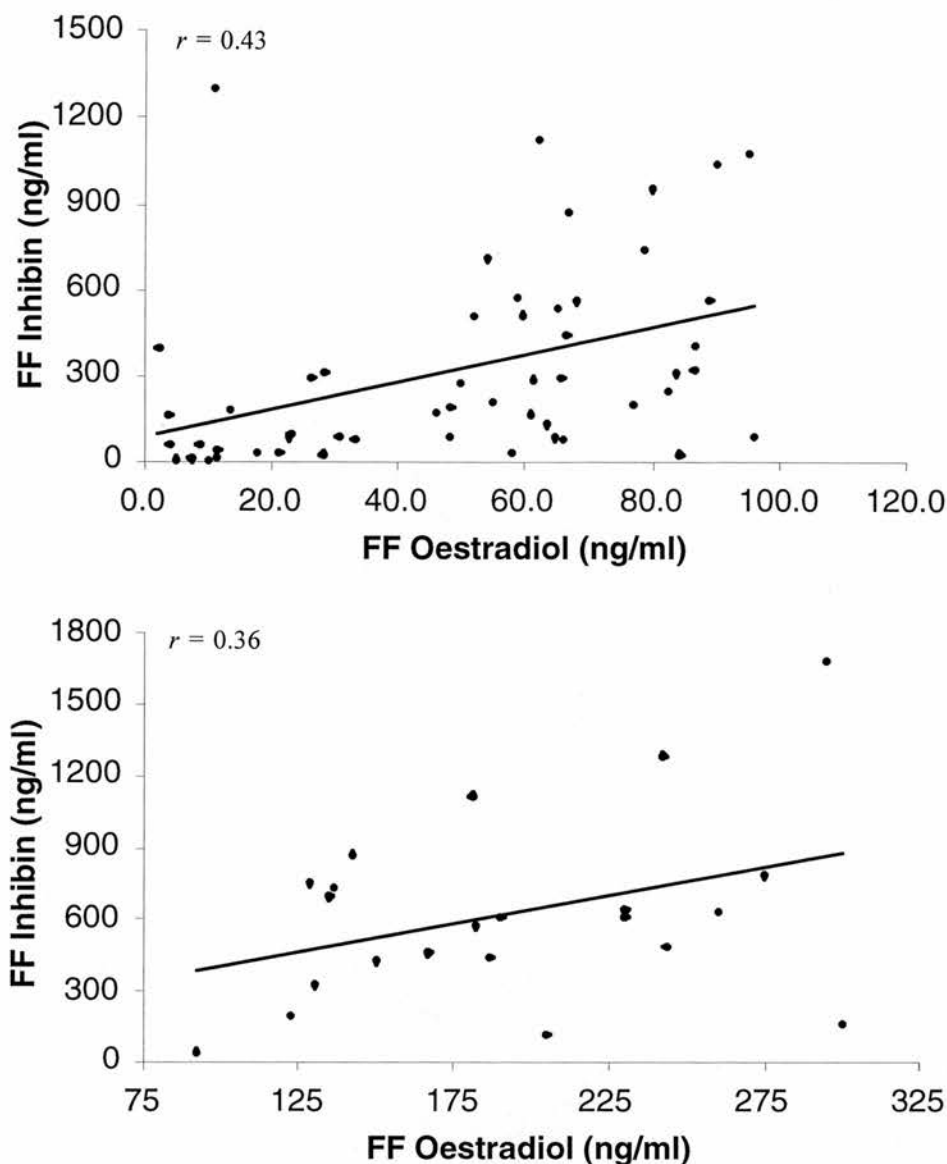 r = 0.43
FF Inhibin (ng/ml)
1500
1200
900
600
300
0
0.0 20.0 40.0 60.0 80.0 100.0 120.0
FF Oestradiol (ng/ml)
r = 0.36
FF Inhibin (ng/ml)
1800
1500
1200
900
600
300
0
75 125 175 225 275 325
FF Oestradiol (ng/ml)